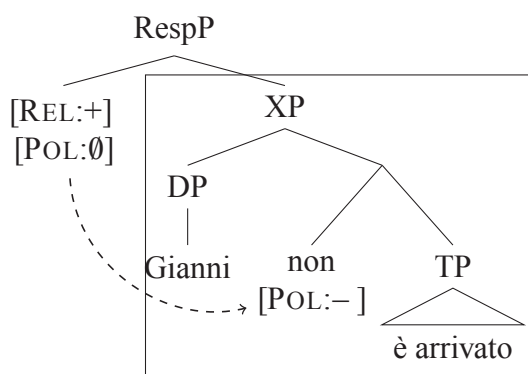 RespP
[REL:+]
[POL:∅]
XP
DP
Gianni
non
[POL:–]
TP
è arrivato